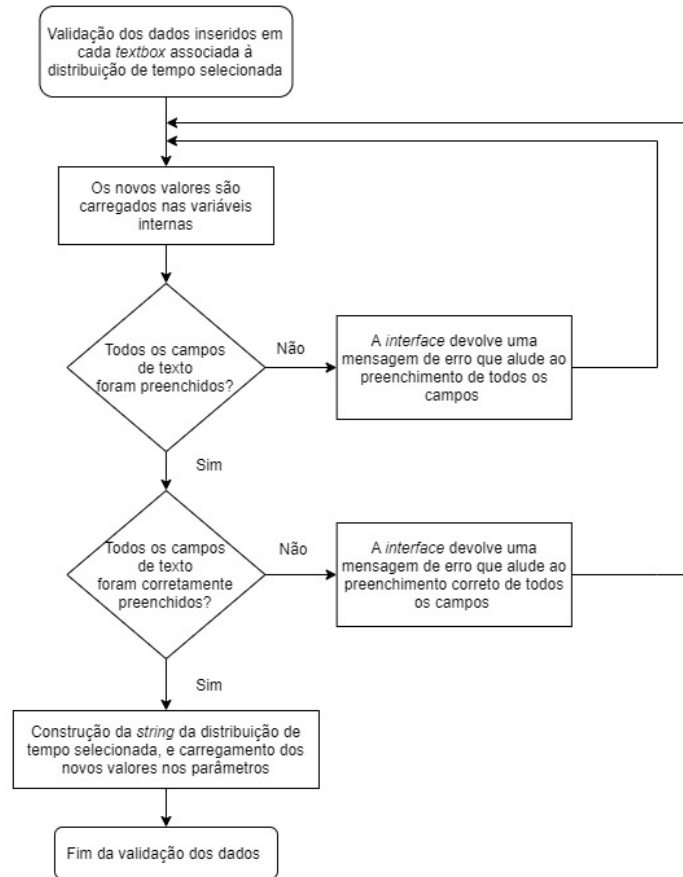 Validação dos dados inseridos em
cada textbox associada à
distribuição de tempo selecionada
Os novos valores são
carregados nas variáveis
internas
Todos os campos
de texto
foram preenchidos?
Não
A interface devolve uma
mensagem de erro que alude ao
preenchimento de todos os
campos
Sim
Todos os campos
de texto
foram corretamente
preenchidos?
Não
A interface devolve uma
mensagem de erro que alude ao
preenchimento correto de todos
os campos
Sim
Construção da string da distribuição de
tempo selecionada, e carregamento dos
novos valores nos parâmetros
Fim da validação dos dados